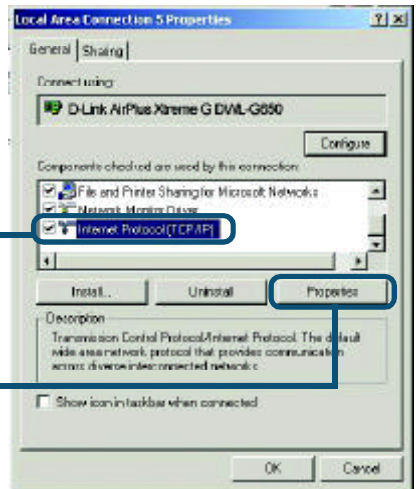 Local Area Connection 5 Properties
General Sharing
Connect using:
D-Link AirPlus Xtreme G DWL-G650
Configure
Components checked are used by this connection:
File and Printer Sharing for Microsoft Networks
Network Monitor Driver
Internet Protocol (TCP/IP)
Install... Uninstall Properties
Description
Transmission Control Protocol/Internet Protocol. The default
wide area network protocol that provides communication
across diverse interconnected networks.
Show icon in taskbar when connected
OK Cancel